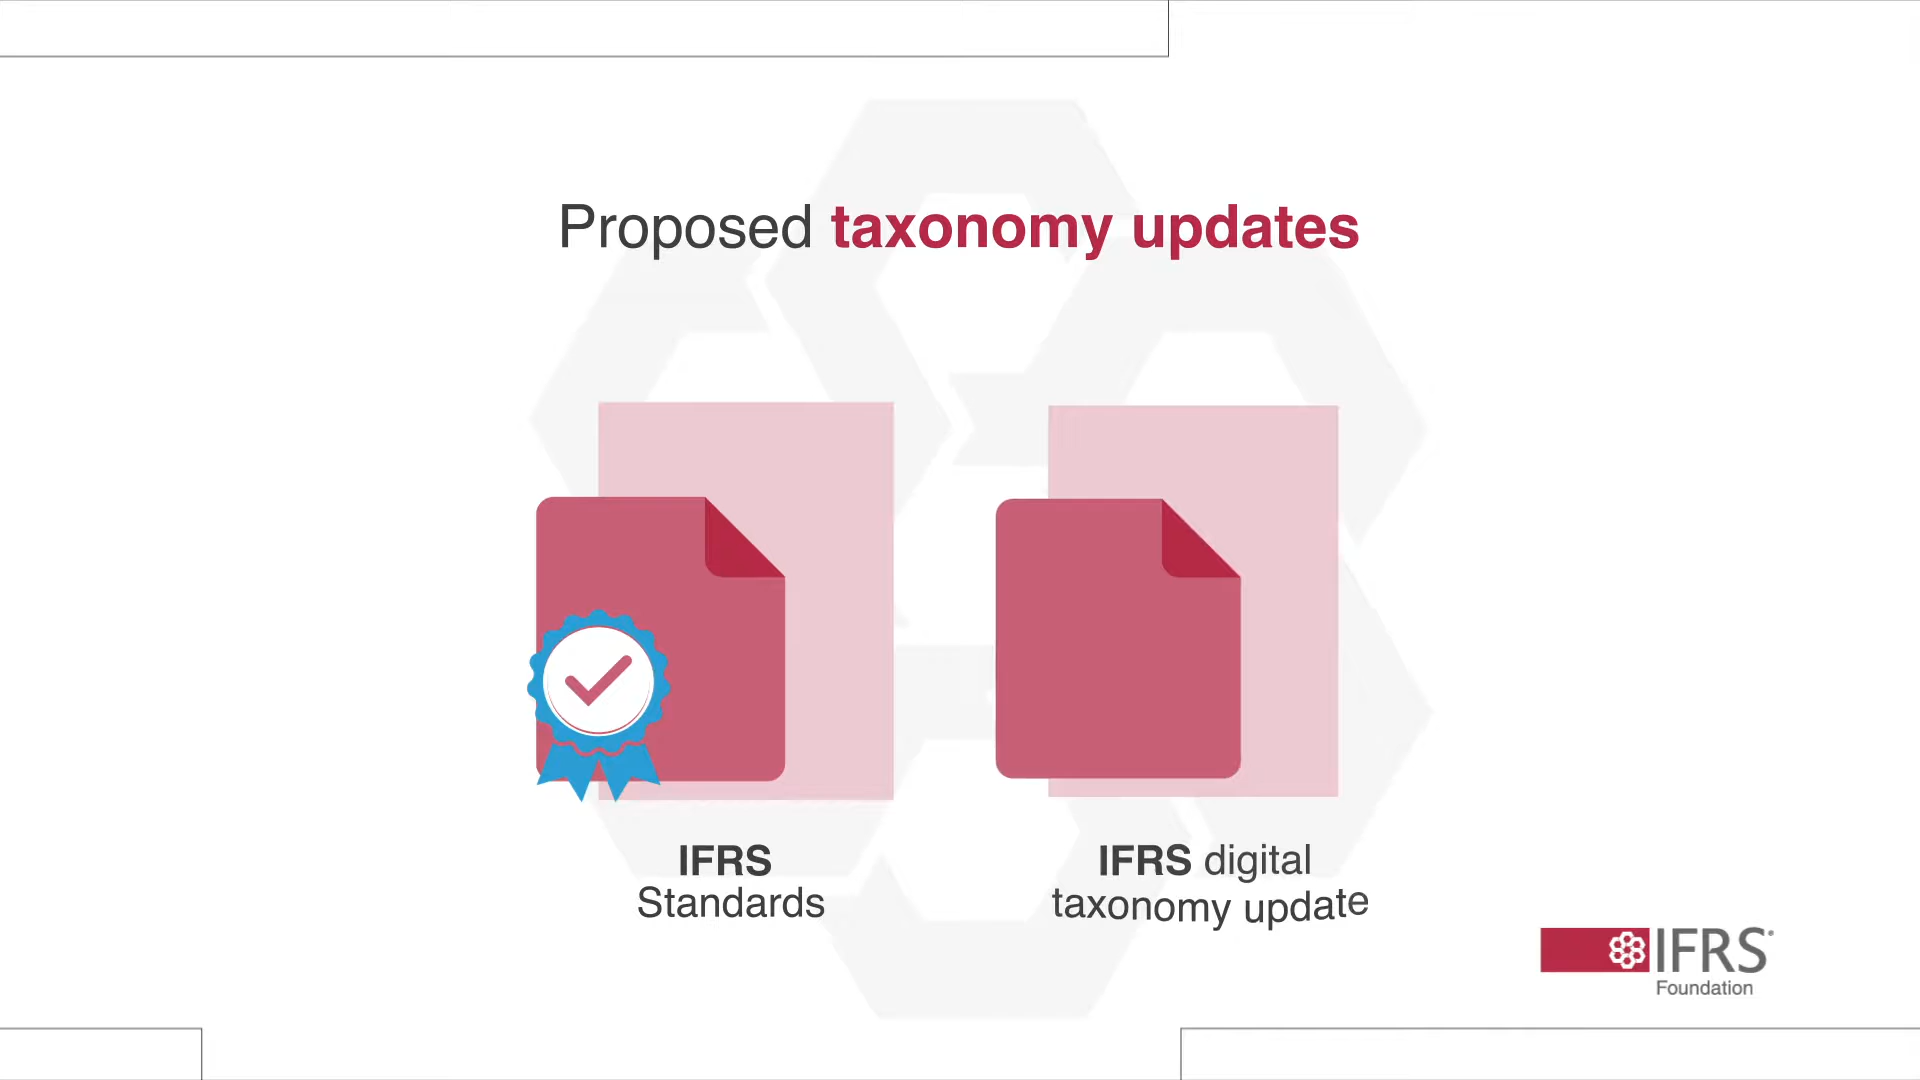 Proposed taxonomy updates
IFRS
Standards
IFRS digital
taxonomy update
IFRS®
Foundation